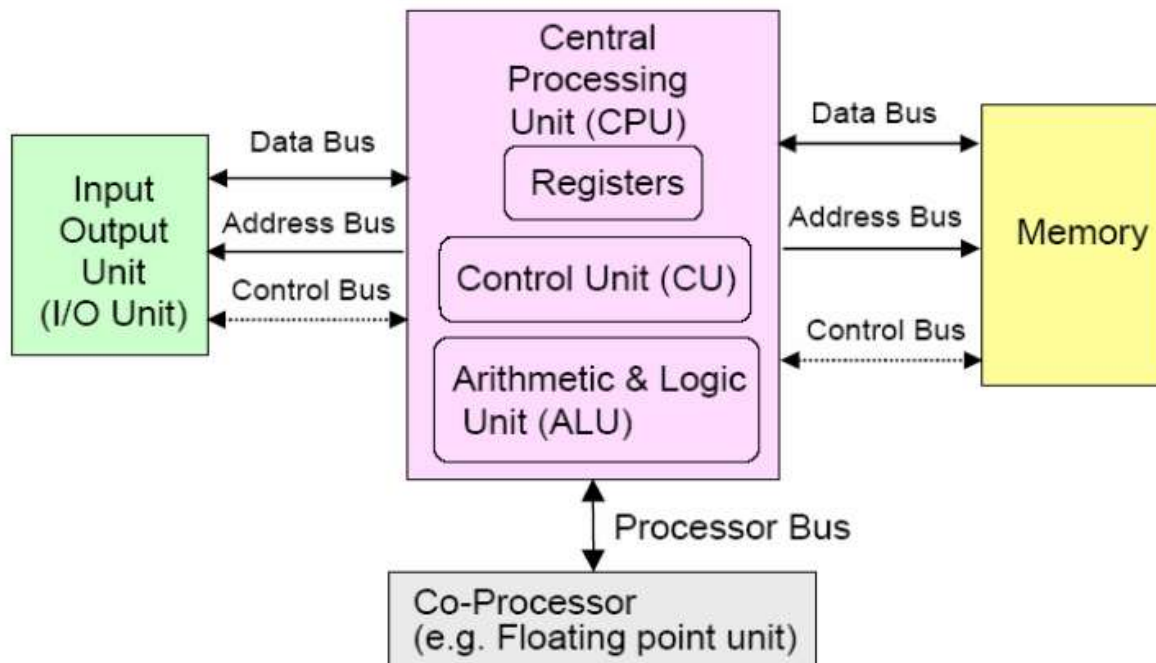 Central
Processing
Unit (CPU)
Registers
Control Unit (CU)
Arithmetic & Logic
Unit (ALU)
Input
Output
Unit
(I/O Unit)
Data Bus
Address Bus
Control Bus
Data Bus
Address Bus
Control Bus
Memory
Processor Bus
Co-Processor
(e.g. Floating point unit)